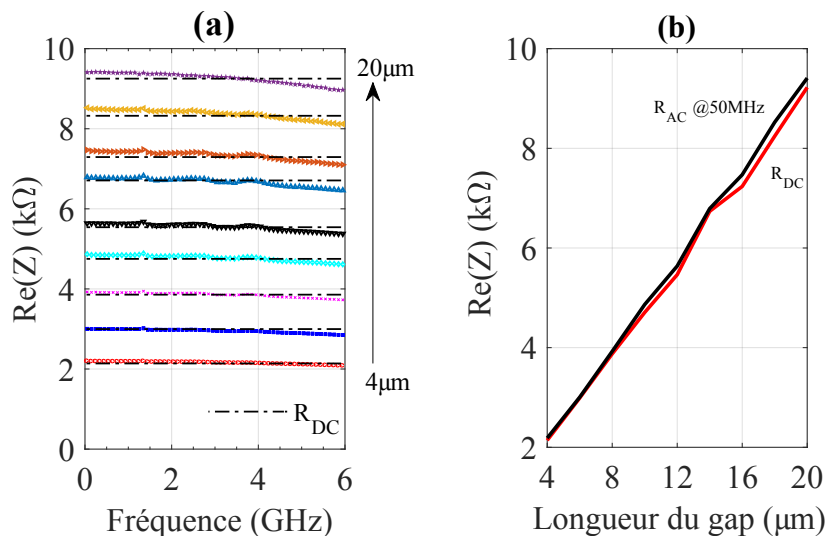 (a)
10
8
6
4
2
0
Re(Z) (kΩ)
0 2 4 6
Fréquence (GHz)
20μm
4μm
R_DC
(b)
10
8
6
4
2
Re(Z) (kΩ)
4 8 12 16 20
Longueur du gap (μm)
R_AC @50MHz
R_DC